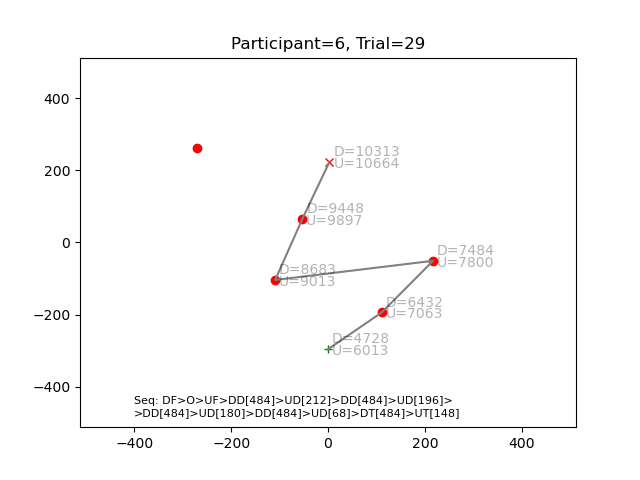 Participant=6, Trial=29
400
200
0
−200
−400
−400
−200
0
200
400
D=10313
U=10664
D=9448
U=9897
D=7484
U=7800
D=8683
U=9013
D=6432
U=7063
D=4728
U=6013
Seq: DF>O>UF>DD[484]>UD[212]>DD[484]>UD[196]>
>DD[484]>UD[180]>DD[484]>UD[68]>DT[484]>UT[148]